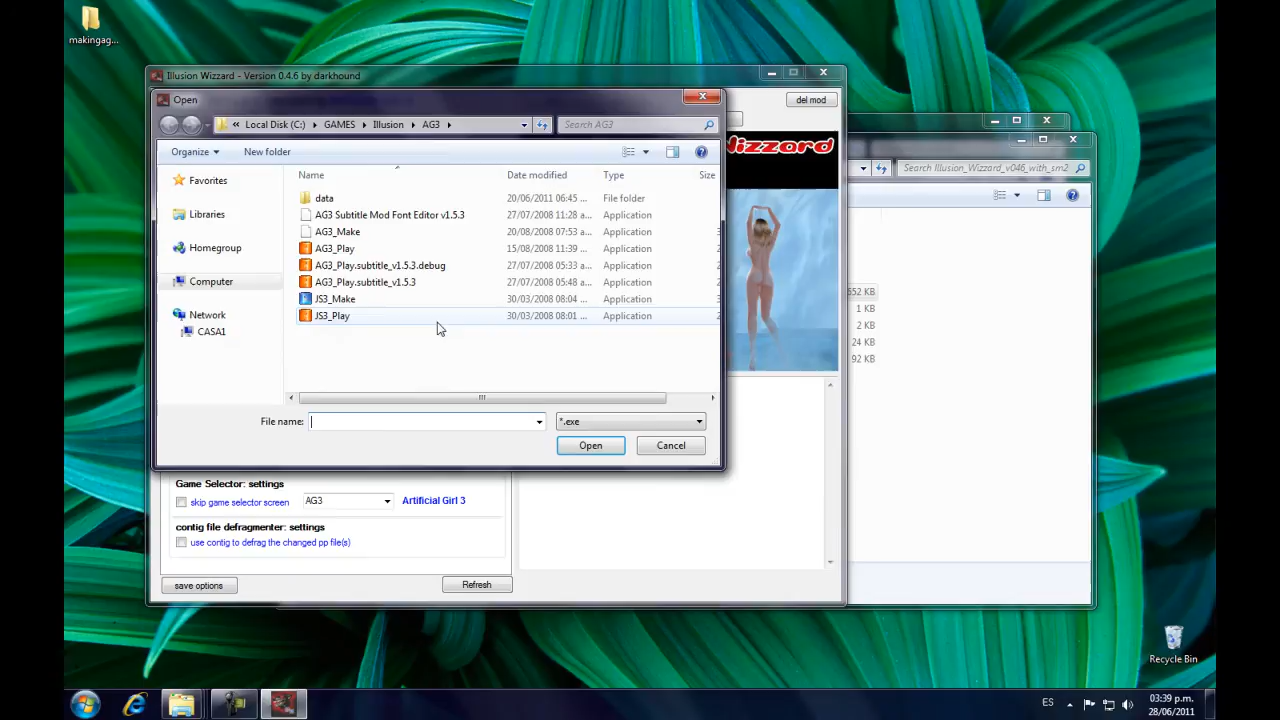 makingag...
Illusion Wizzard - Version 0.4.6 by darkhound
Open
del mod
« Local Disk (C:) ▸ GAMES ▸ Illusion ▸ AG3 ▸
Search AG3
Search Illusion_Wizzard_v046_with_sm2
Organize
New folder
Name Date modified Type Size
Favorites
Libraries
Homegroup
Computer
Network
CASA1
data 20/06/2011 06:45 ... File folder
AG3 Subtitle Mod Font Editor v1.5.3 27/07/2008 11:28 a... Application
AG3_Make 20/08/2008 07:53 a... Application 3
AG3_Play 15/08/2008 11:39 ... Application 2
AG3_Play.subtitle_v1.5.3.debug 27/07/2008 05:33 a... Application 2
AG3_Play.subtitle_v1.5.3 27/07/2008 05:48 a... Application 2
JS3_Make 30/03/2008 08:04 ... Application 3
JS3_Play 30/03/2008 08:01 ... Application 2
Wizzard
652 KB
1 KB
2 KB
24 KB
92 KB
File name:
*.exe
Open
Cancel
Game Selector: settings
skip game selector screen
AG3
Artificial Girl 3
contig file defragmenter: settings
use contig to defrag the changed pp file(s)
save options
Refresh
Recycle Bin
ES
03:39 p.m.
28/06/2011